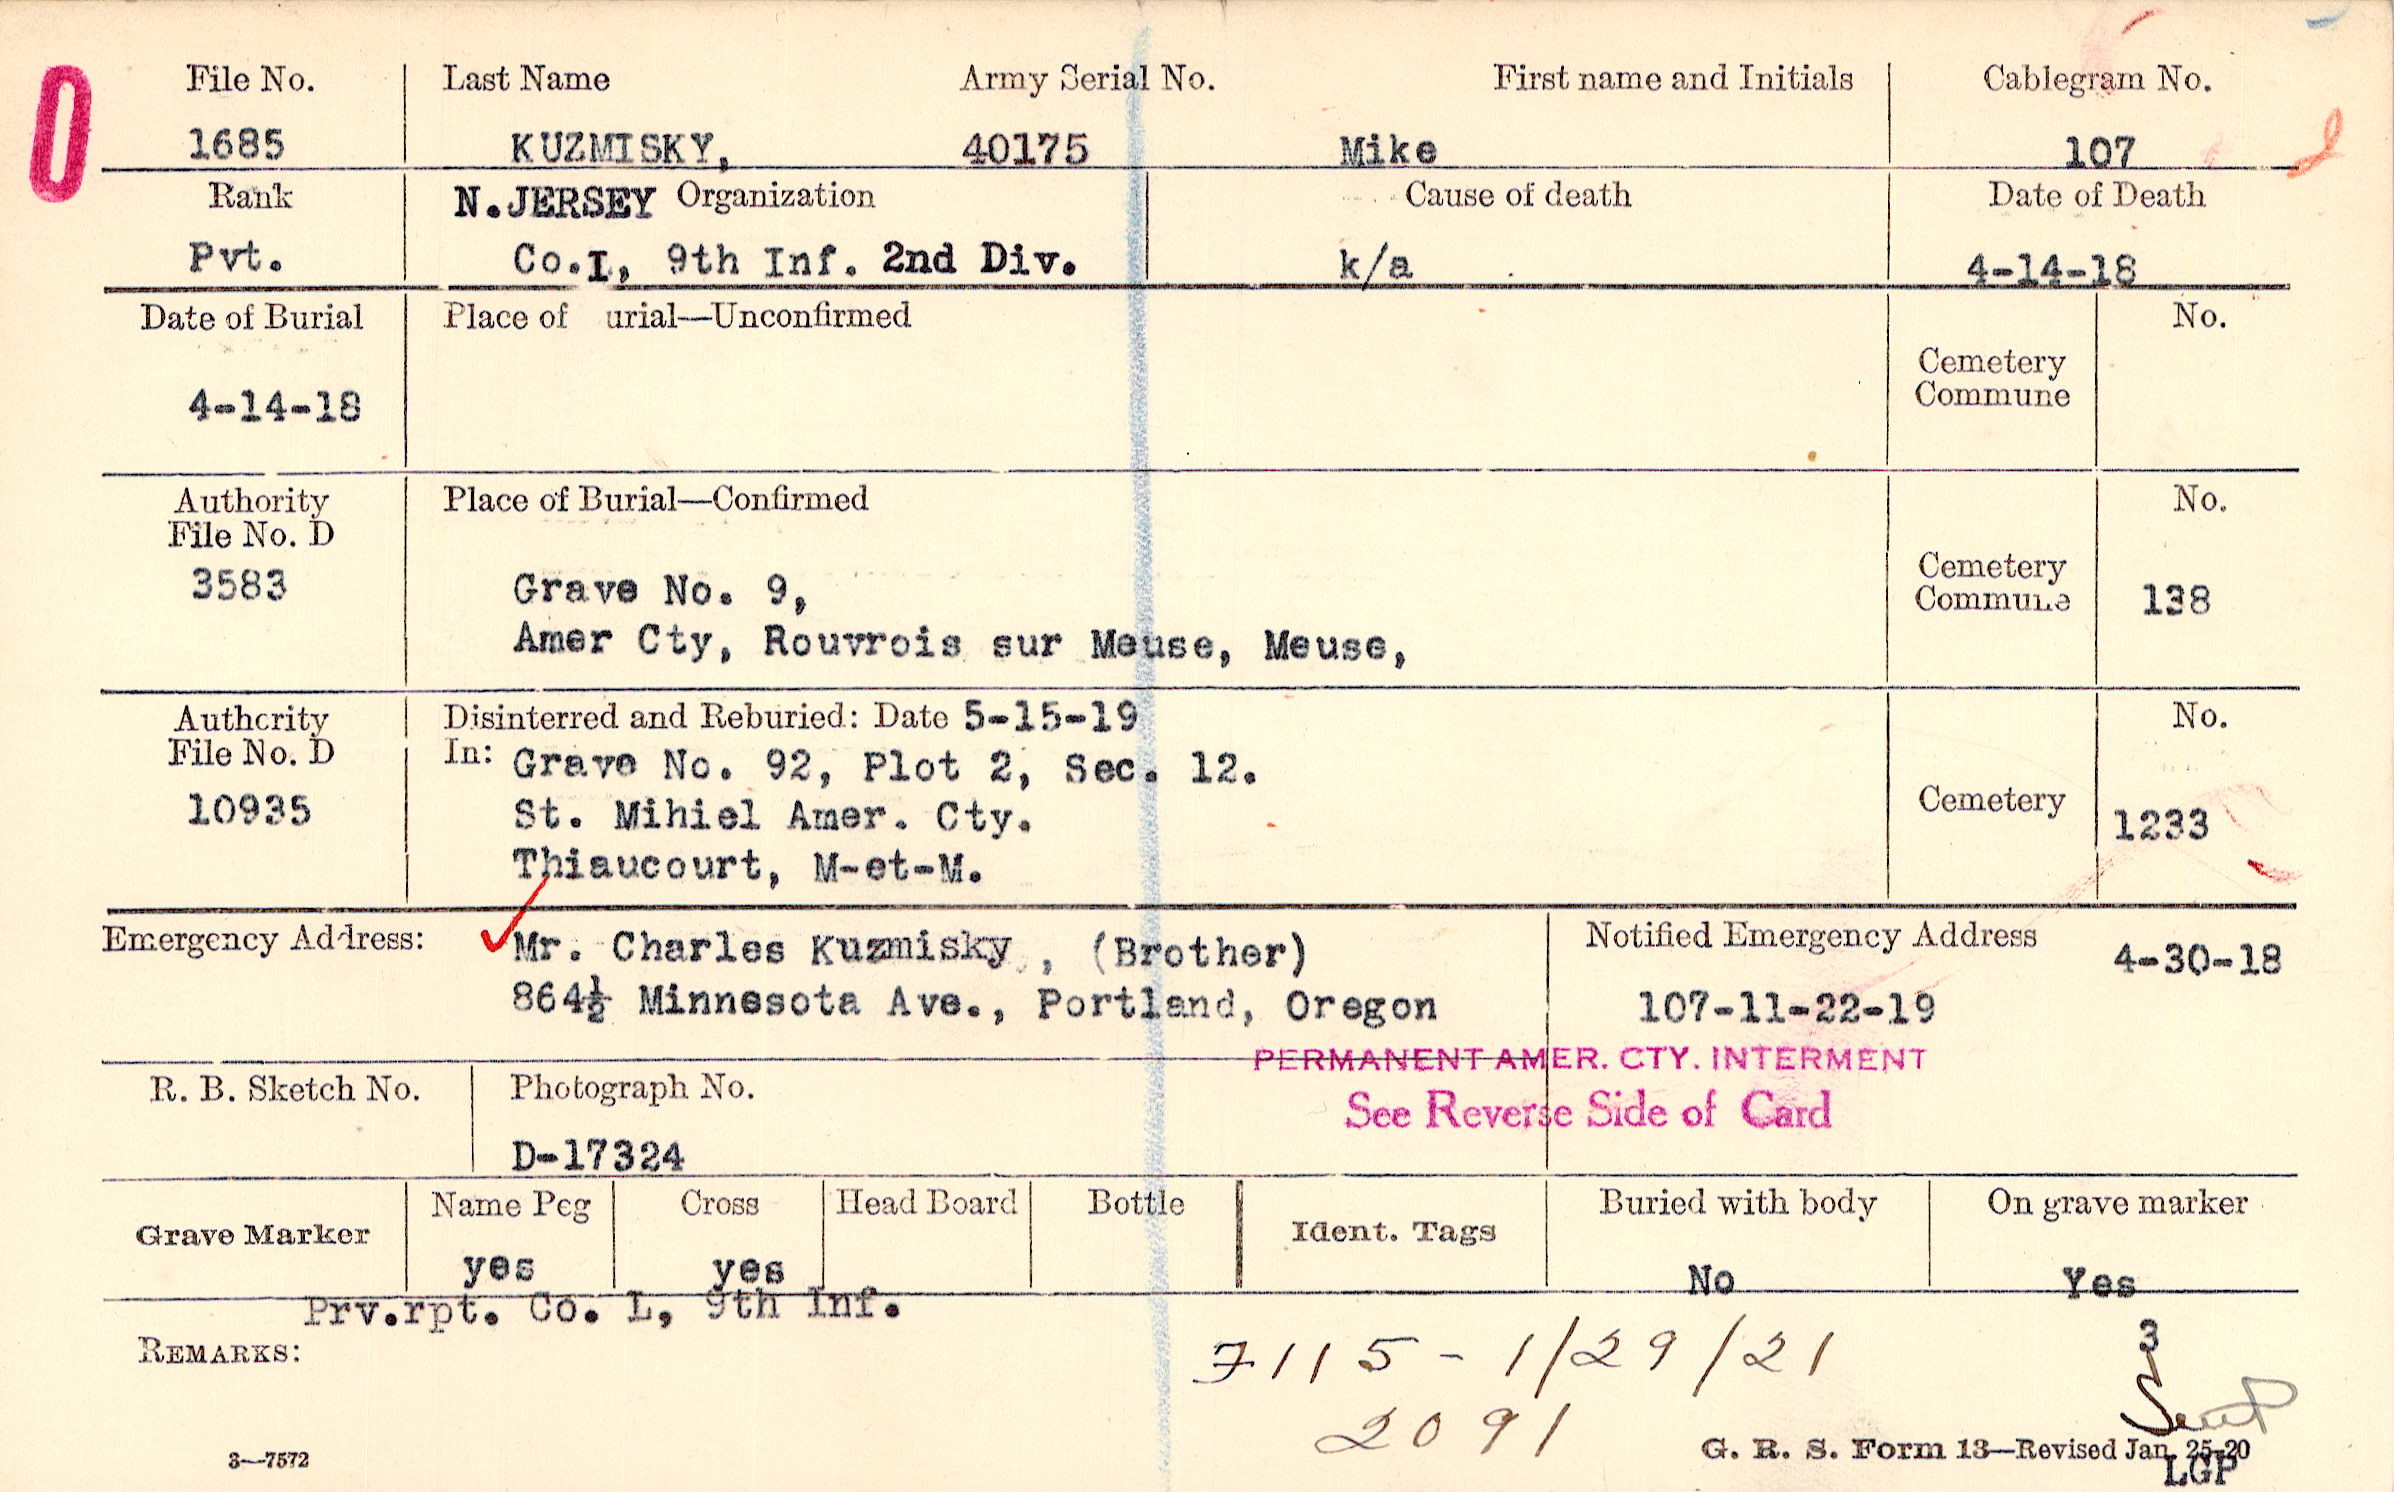 0
File No. Last Name Army Serial No. First name and Initials Cablegram No.
1685 KUZMISKY, 40175 Mike 107
Rank N.JERSEY Organization Cause of death Date of Death
Pvt. Co.I, 9th Inf. 2nd Div. k/a 4-14-18
Date of Burial Place of urial—Unconfirmed No.
Cemetery
Commune
4-14-18
Authority Place of Burial—Confirmed No.
File No. D
3583 Grave No. 9, Cemetery
Commune 138
Amer Cty, Rouvrois sur Meuse, Meuse,
Authority Disinterred and Reburied: Date 5-15-19 No.
File No. D In: Grave No. 92, Plot 2, Sec. 12.
10935 St. Mihiel Amer. Cty. Cemetery 1233
Thiaucourt, M-et-M.
Emergency Address: Mr. Charles Kuzmisky, (Brother) Notified Emergency Address 4-30-18
864½ Minnesota Ave., Portland, Oregon 107-11-22-19
PERMANENT AMER. CTY. INTERMENT
R. B. Sketch No. Photograph No. See Reverse Side of Card
D-17324
Grave Marker Name Peg Cross Head Board Bottle Ident. Tags Buried with body On grave marker
yes yes No Yes
Prv.rpt. Co. L, 9th Inf.
REMARKS: 7115 - 1/29/21 3
2091
3—7572 G. R. S. Form 13—Revised Jan. 25-20
LGP